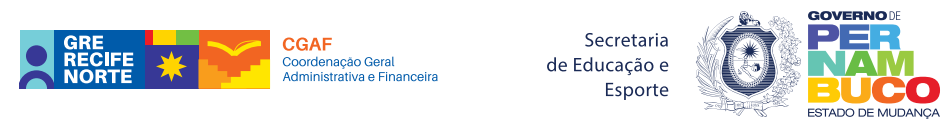 GRE
RECIFE
NORTE
CGAF
Coordenação Geral
Administrativa e Financeira
Secretaria
de Educação e
Esporte
GOVERNO DE
PER
NAM
BUCO
ESTADO DE MUDANÇA